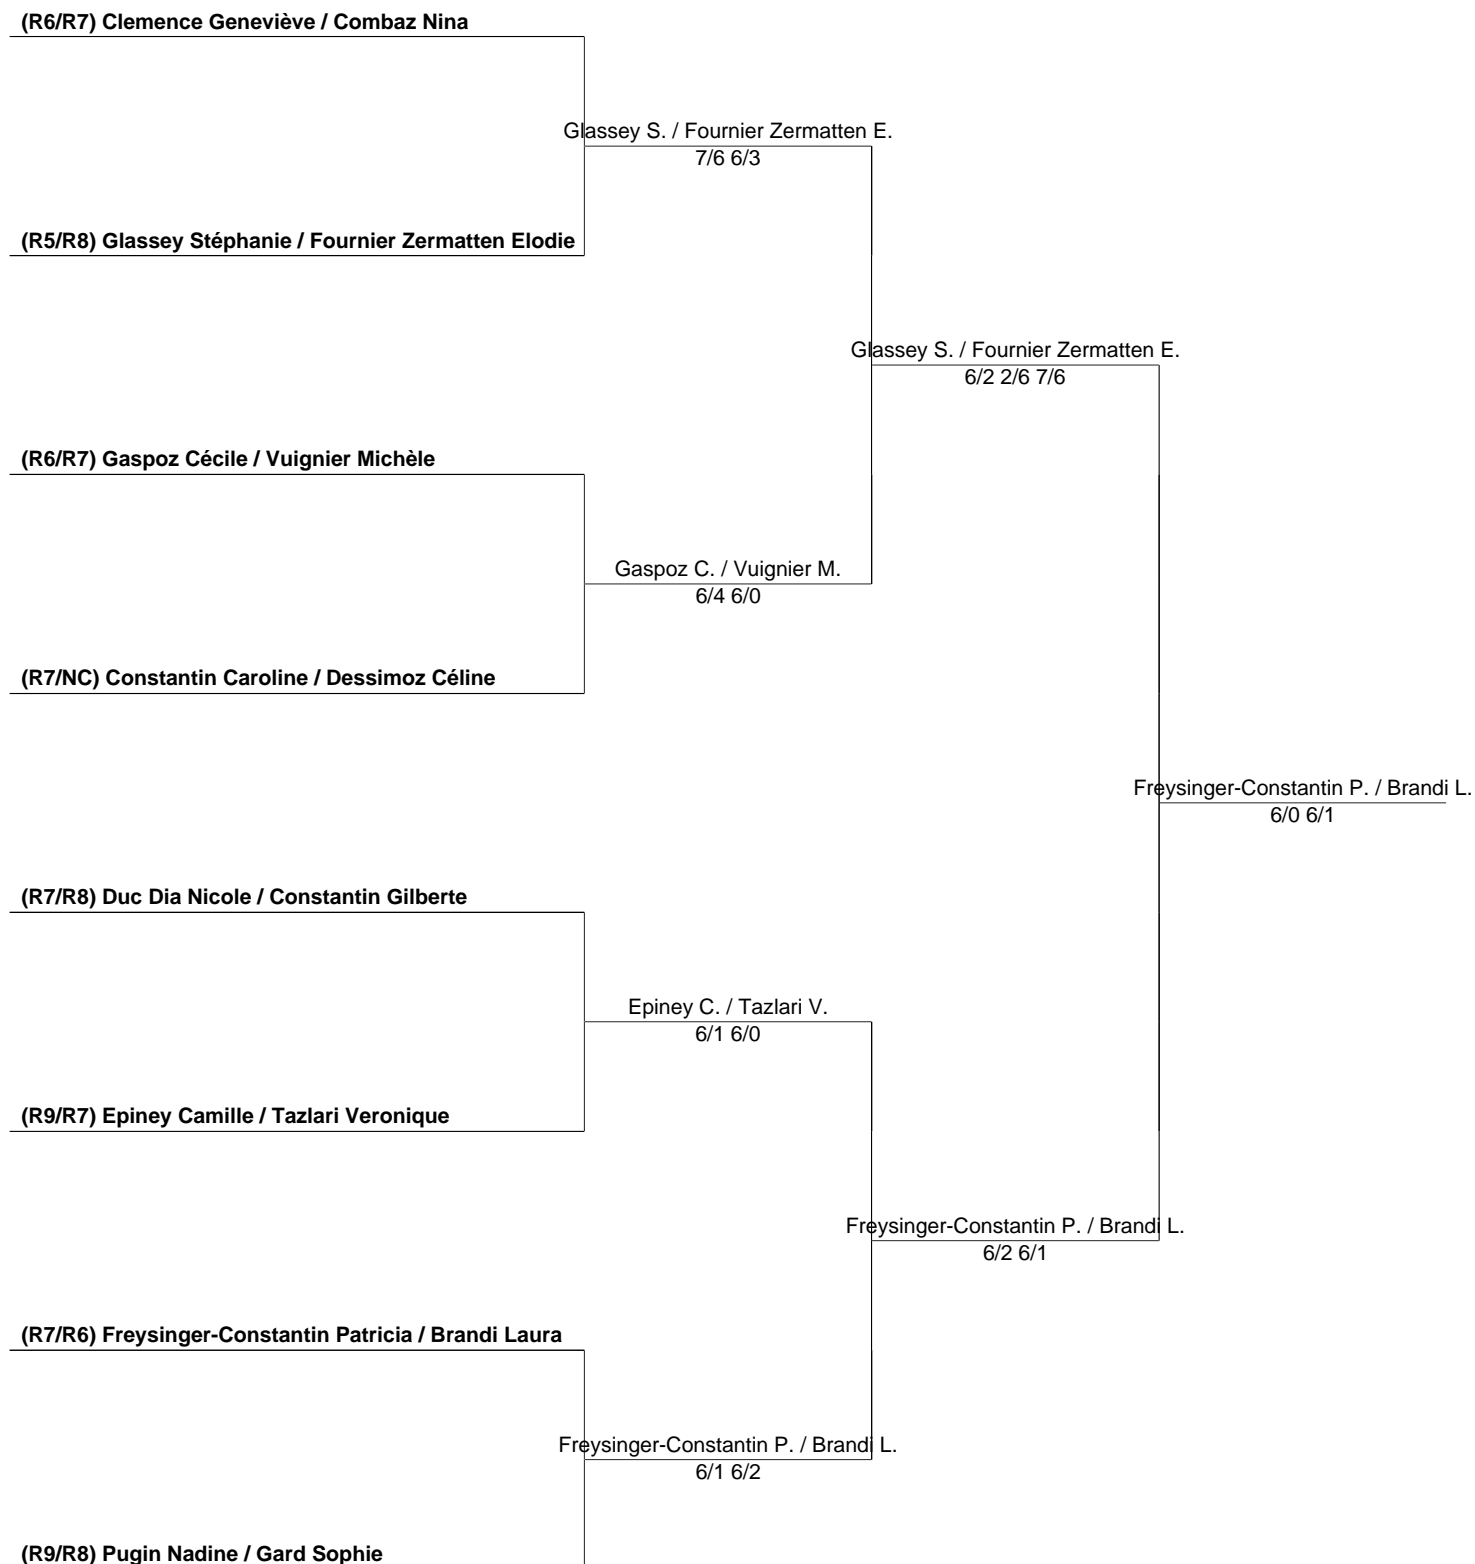 (R6/R7) Clemence Geneviève / Combaz Nina
Glassey S. / Fournier Zermatten E.
7/6 6/3
(R5/R8) Glassey Stéphanie / Fournier Zermatten Elodie
Glassey S. / Fournier Zermatten E.
6/2 2/6 7/6
(R6/R7) Gaspoz Cécile / Vuignier Michèle
Gaspoz C. / Vuignier M.
6/4 6/0
(R7/NC) Constantin Caroline / Dessimoz Céline
Freysinger-Constantin P. / Brandi L.
6/0 6/1
(R7/R8) Duc Dia Nicole / Constantin Gilberte
Epiney C. / Tazlari V.
6/1 6/0
(R9/R7) Epiney Camille / Tazlari Veronique
Freysinger-Constantin P. / Brandi L.
6/2 6/1
(R7/R6) Freysinger-Constantin Patricia / Brandi Laura
Freysinger-Constantin P. / Brandi L.
6/1 6/2
(R9/R8) Pugin Nadine / Gard Sophie